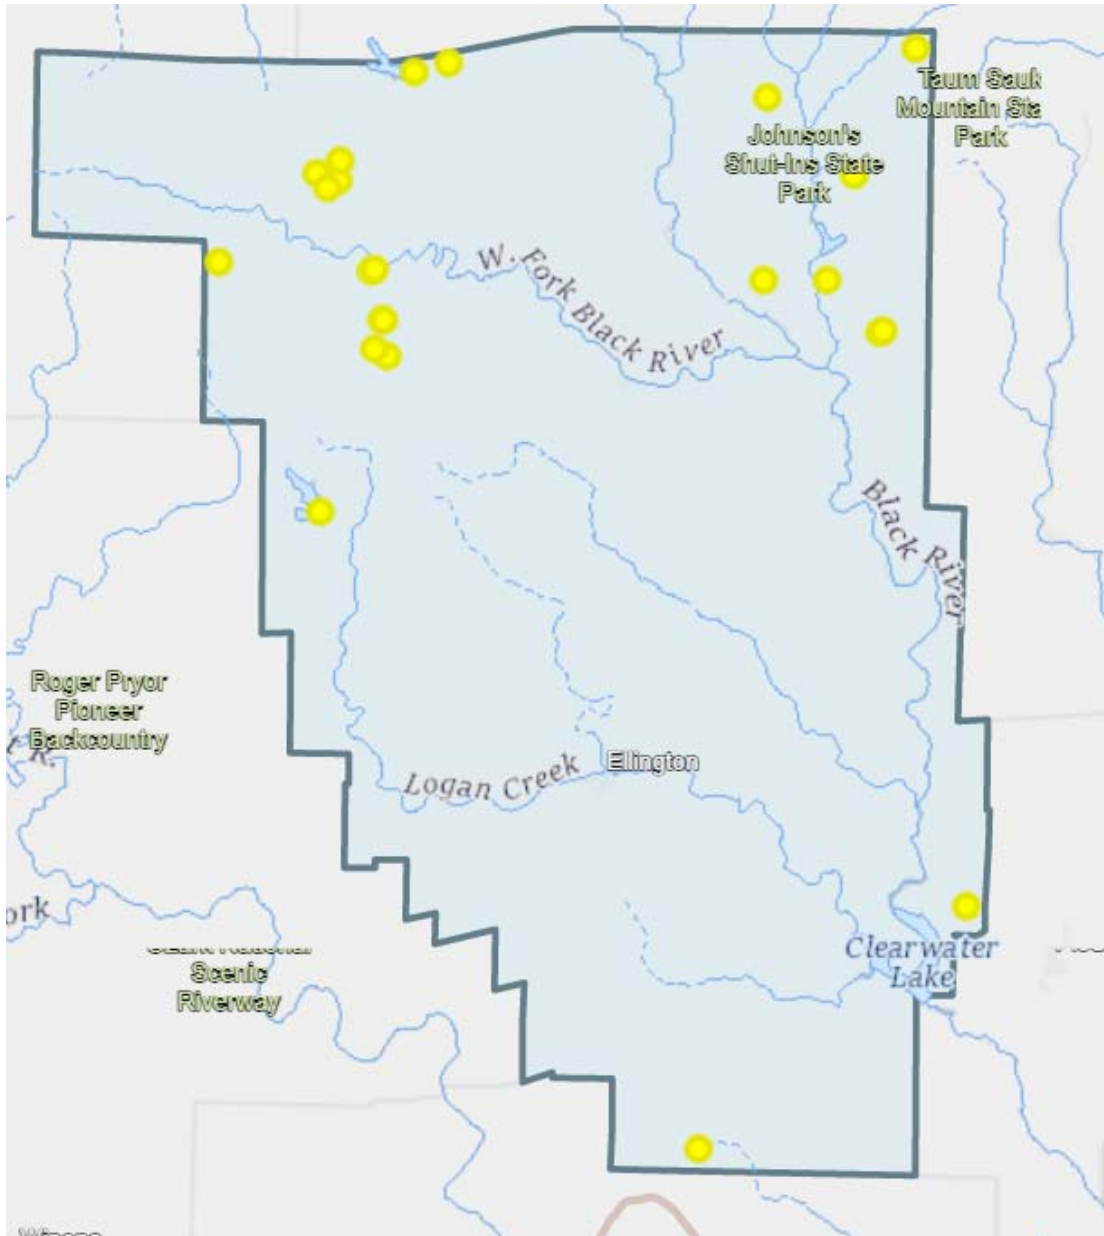 Taum Sauk
Mountain Sta
Park
Johnson's
Shut-Ins State
Park
W. Fork Black River
Black River
Roger Pryor
Pioneer
Backcountry
R.
Logan Creek
Ellington
ork
Scenic
Riverway
Clearwater
Lake